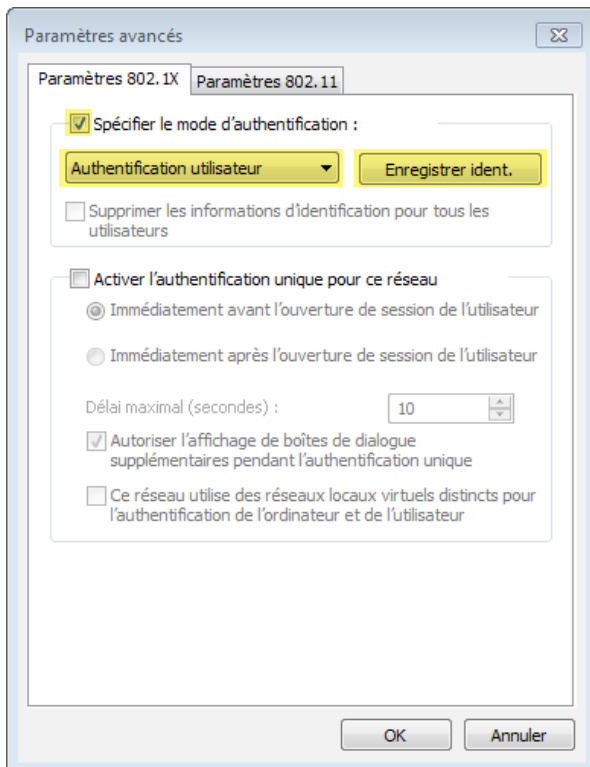 Paramètres avancés
Paramètres 802.1X
Paramètres 802.11
Spécifier le mode d'authentification :
Authentification utilisateur
Enregistrer ident.
Supprimer les informations d'identification pour tous les
utilisateurs
Activer l'authentification unique pour ce réseau
Immédiatement avant l'ouverture de session de l'utilisateur
Immédiatement après l'ouverture de session de l'utilisateur
Délai maximal (secondes) :
10
Autoriser l'affichage de boîtes de dialogue
supplémentaires pendant l'authentification unique
Ce réseau utilise des réseaux locaux virtuels distincts pour
l'authentification de l'ordinateur et de l'utilisateur
OK
Annuler